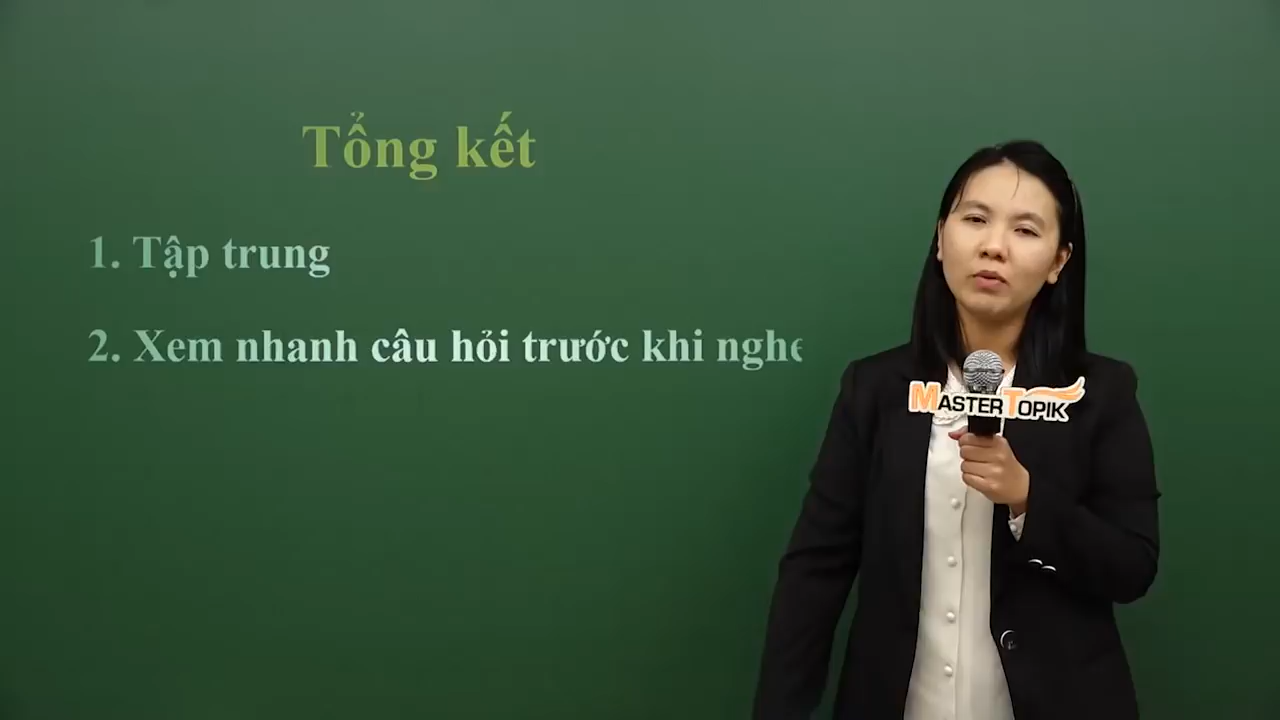 Tổng kết
1. Tập trung
2. Xem nhanh câu hỏi trước khi nghe
MASTER TOPIK